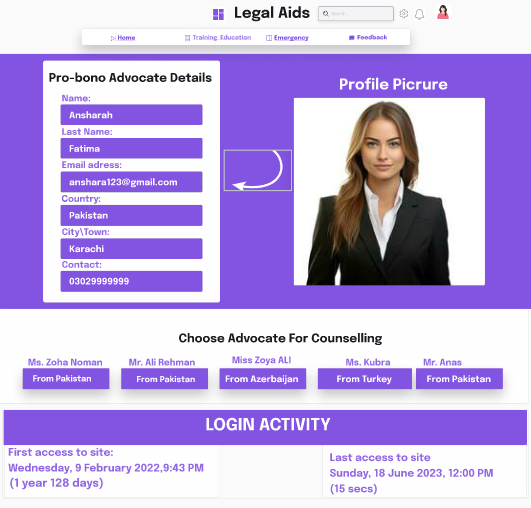 Legal Aids
Search
Home
Training Education
Emergency
Feedback
Pro-bono Advocate Details
Name:
Ansharah
Last Name:
Fatima
Email adress:
anshara123@gmail.com
Country:
Pakistan
City\Town:
Karachi
Contact:
03029999999
Profile Picrure
Choose Advocate For Counselling
Ms. Zoha Noman
From Pakistan
Mr. Ali Rehman
From Pakistan
Miss Zoya ALI
From Azerbaijan
Ms. Kubra
From Turkey
Mr. Anas
From Pakistan
LOGIN ACTIVITY
First access to site:
Wednesday, 9 February 2022,9:43 PM
(1 year 128 days)
Last access to site
Sunday, 18 June 2023, 12:00 PM
(15 secs)